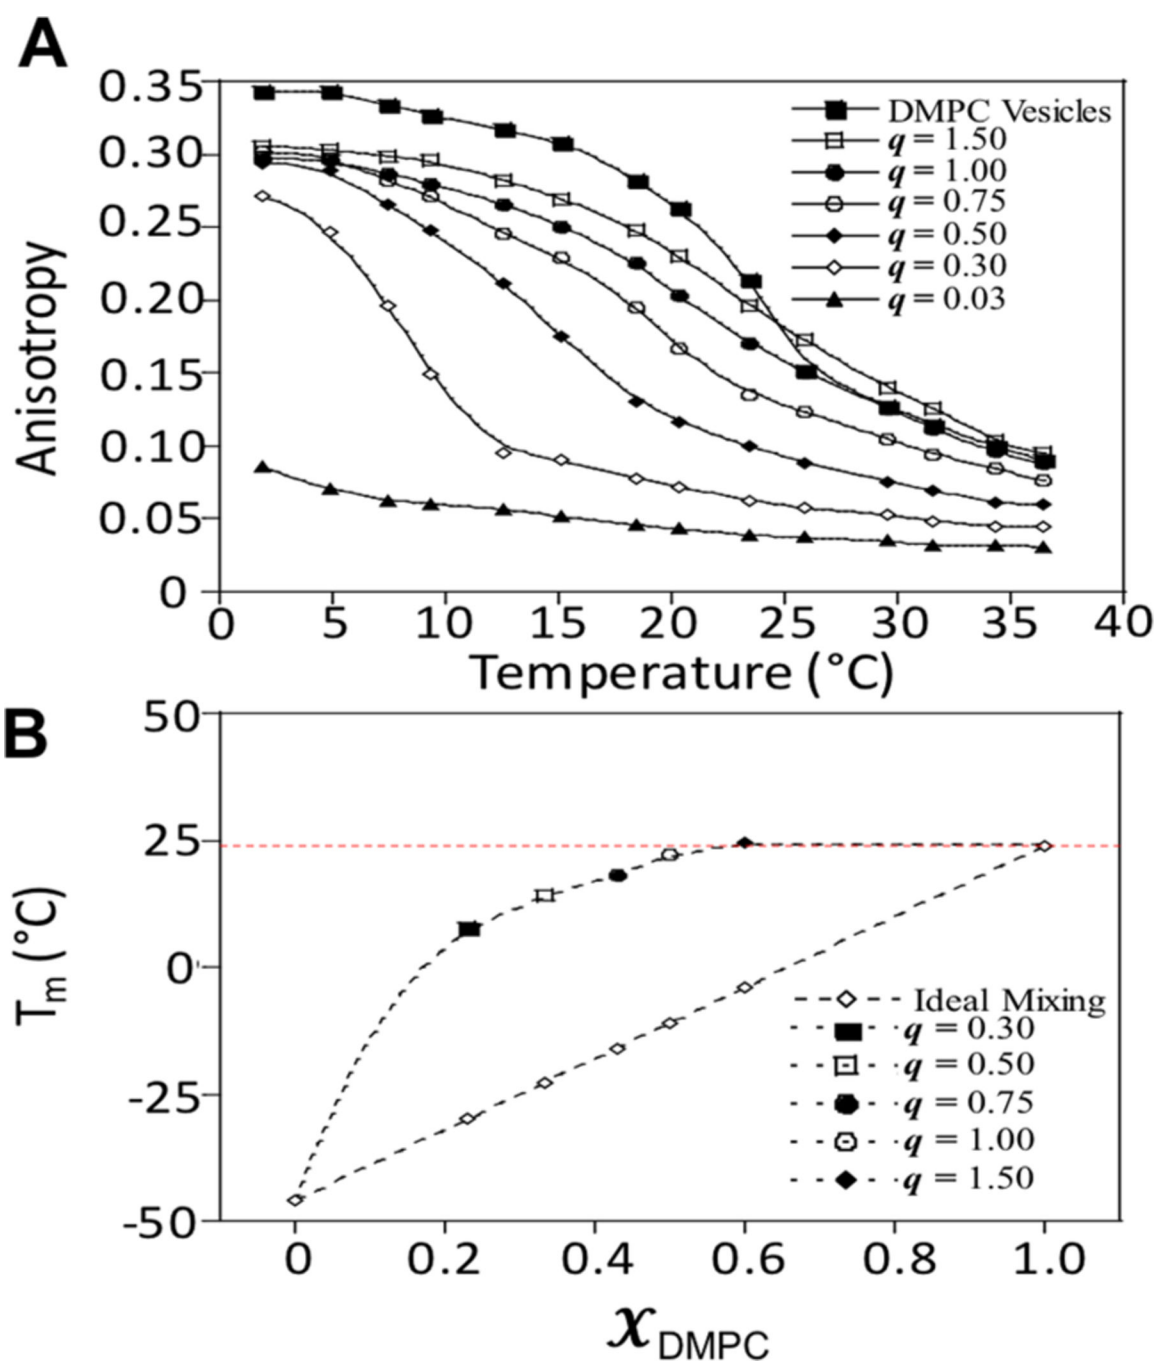 A
0.35
0.30
0.25
0.20
0.15
0.10
0.05
0
Anisotropy
DMPC Vesicles
q = 1.50
q = 1.00
q = 0.75
q = 0.50
q = 0.30
q = 0.03
0 5 10 15 20 25 30 35 40
Temperature (°C)
B
50
25
0
-25
-50
Tm (°C)
Ideal Mixing
q = 0.30
q = 0.50
q = 0.75
q = 1.00
q = 1.50
0 0.2 0.4 0.6 0.8 1.0
χDMPC